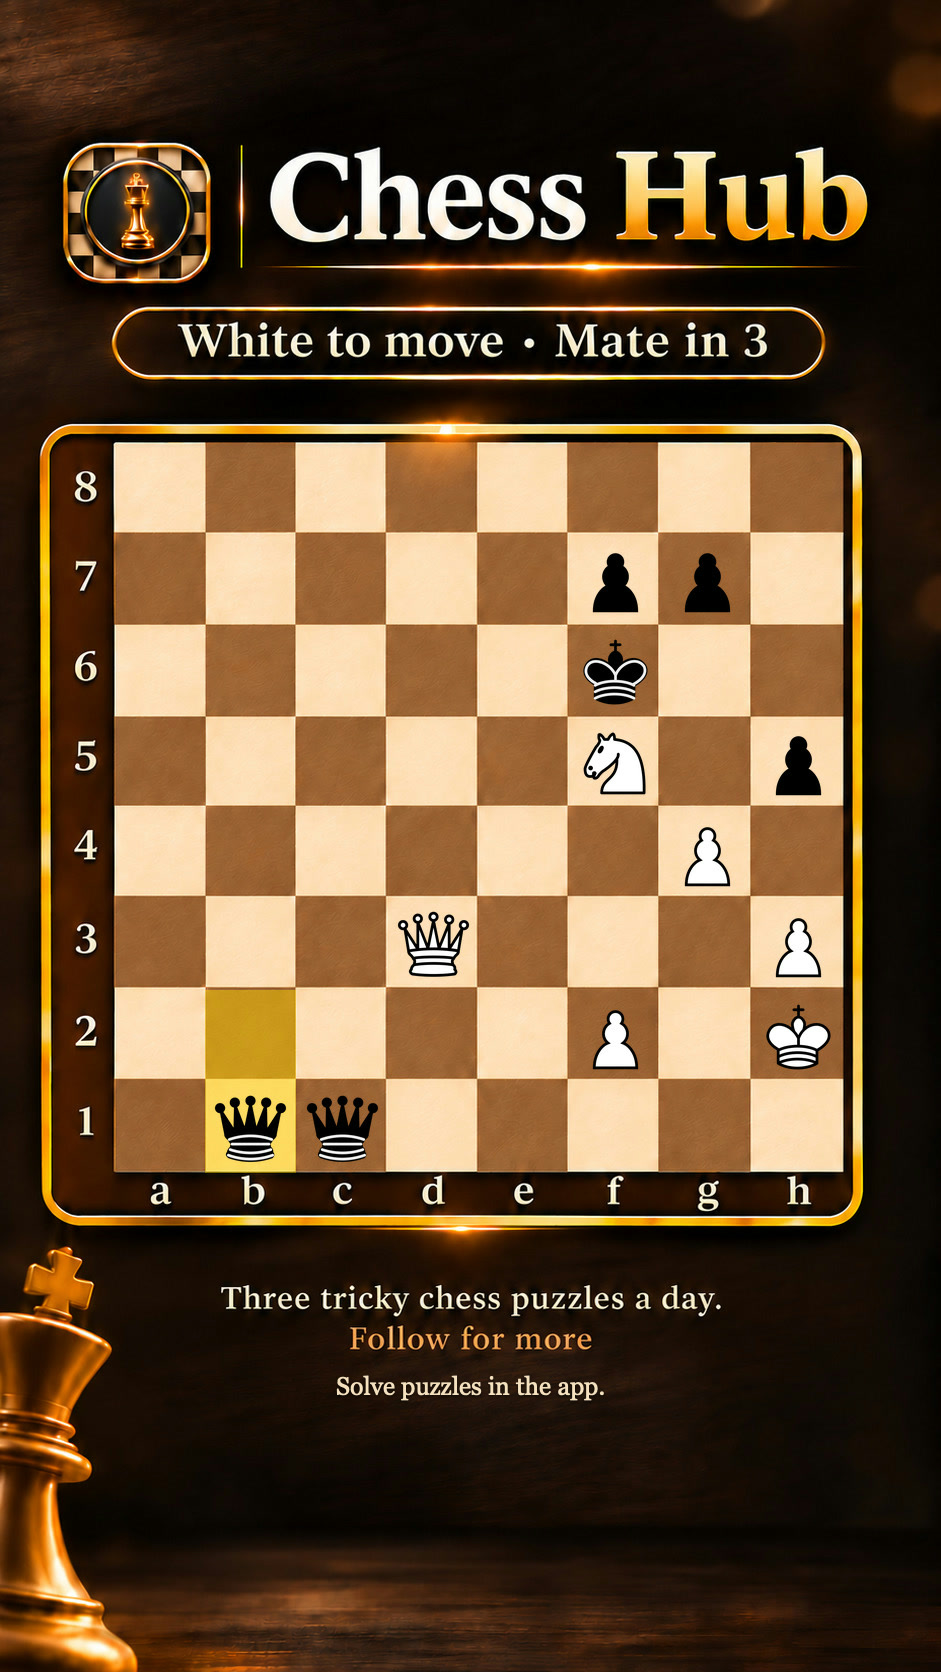 Chess Hub
White to move • Mate in 3
8
7
6
5
4
3
2
1
a b c d e f g h
Three tricky chess puzzles a day.
Follow for more
Solve puzzles in the app.